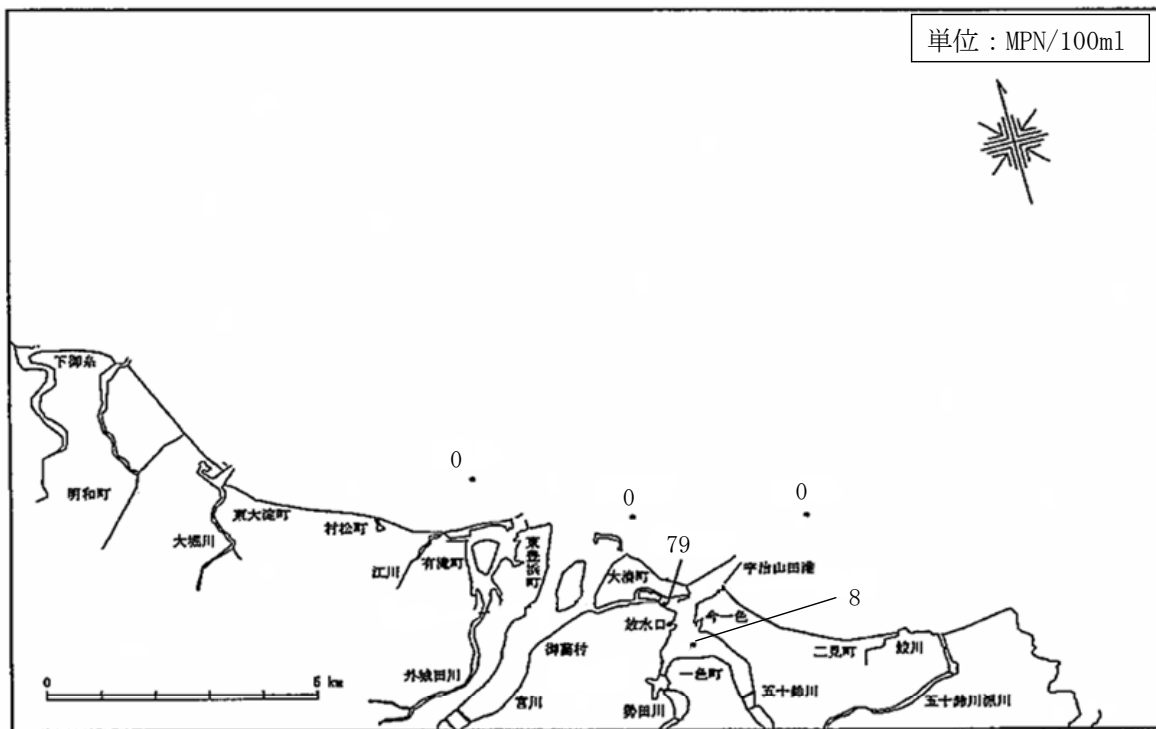 単位：MPN/100ml
下御糸
明和町
大堀川
東大淀町
村松町
江川
有滝町
東豊浜町
0
0
0
79
8
大湊町
宇治山田港
今一色
放水口
御薗村
二見町
一色町
五十鈴川
五十鈴川派川
外城田川
宮川
勢田川
0
5 km